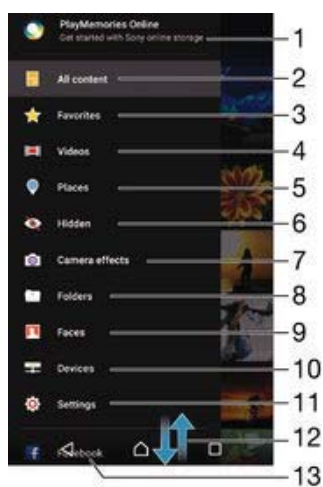 PlayMemories Online
Get started with Sony online storage
1
All content
2
Favorites
3
Videos
4
Places
5
Hidden
6
Camera effects
7
Folders
8
Faces
9
Devices
10
Settings
11
12
Facebook
13